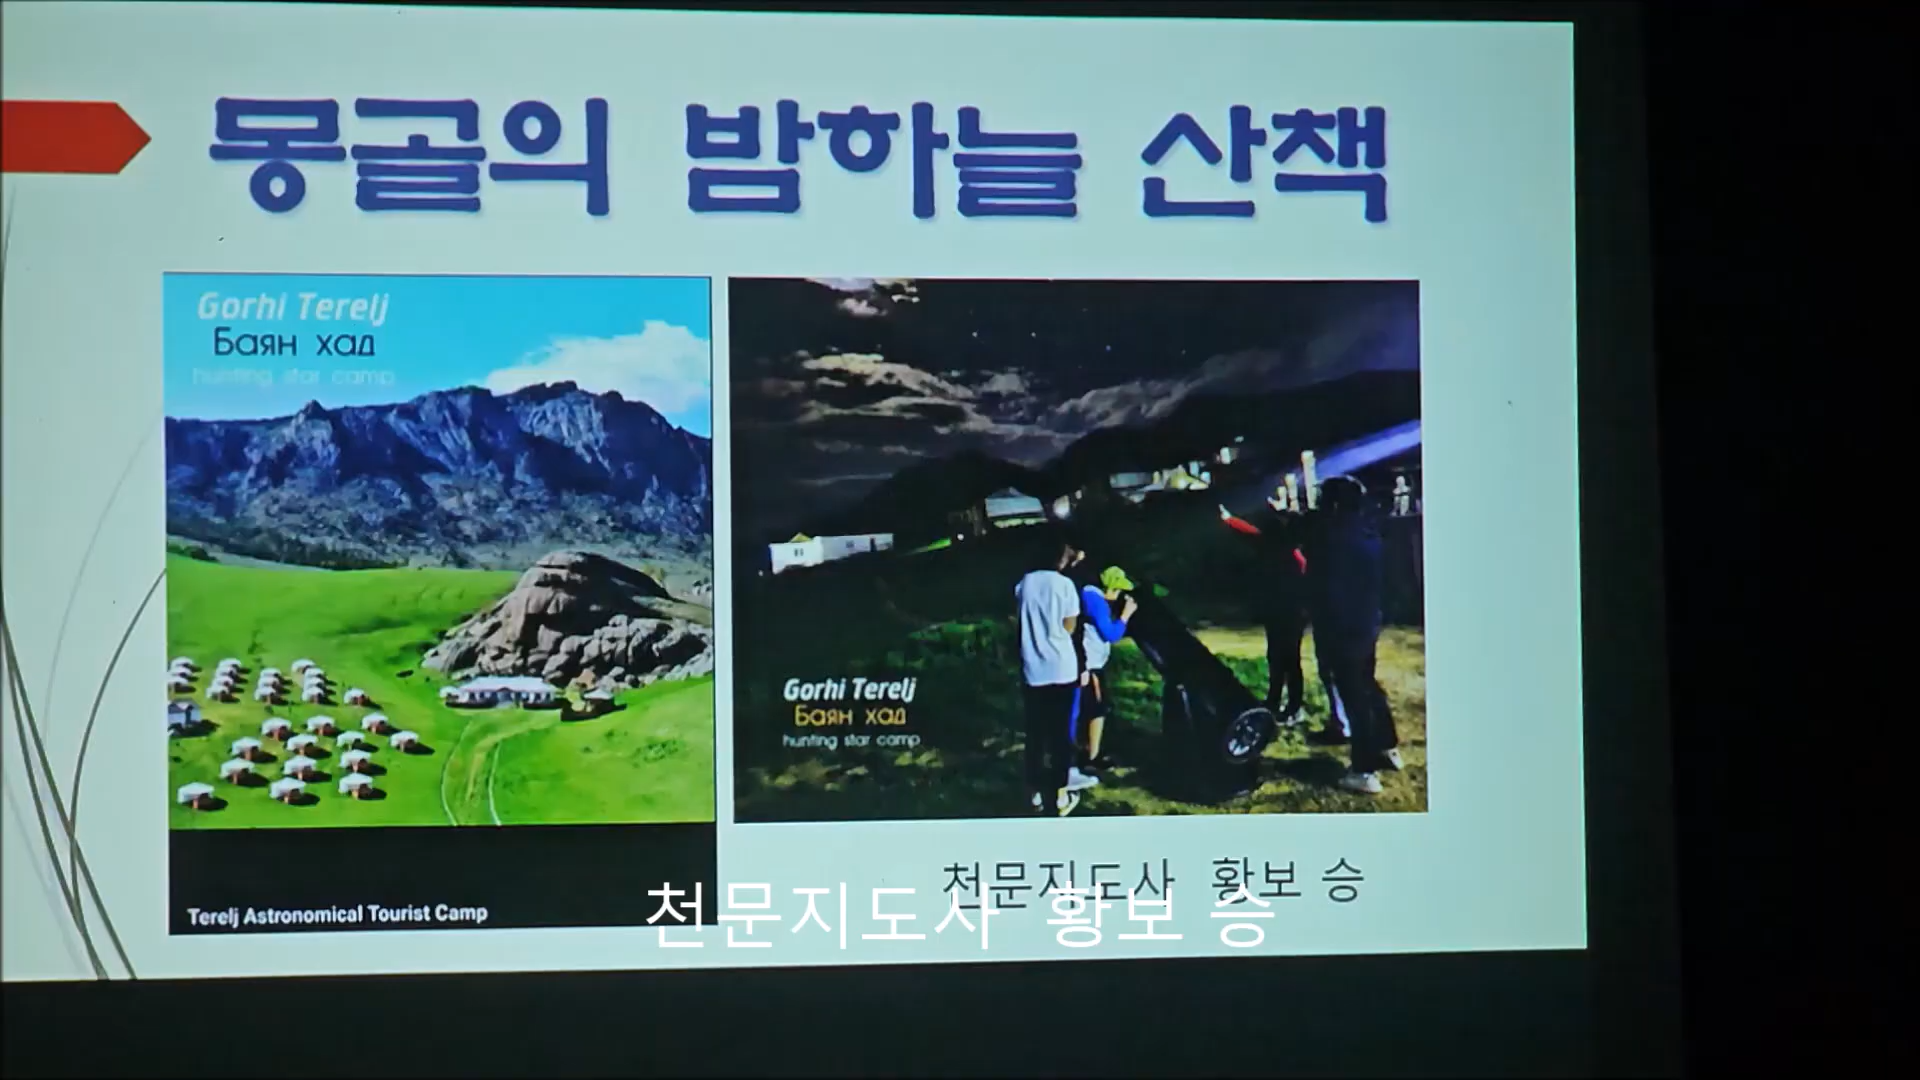 몽골의 밤하늘 산책
Gorhi Terelj
Баян хад
hunting star camp
Terelj Astronomical Tourist Camp
Gorhi Terelj
Баян хад
hunting star camp
천문지도사 황보 승
천문지도사 황보 승